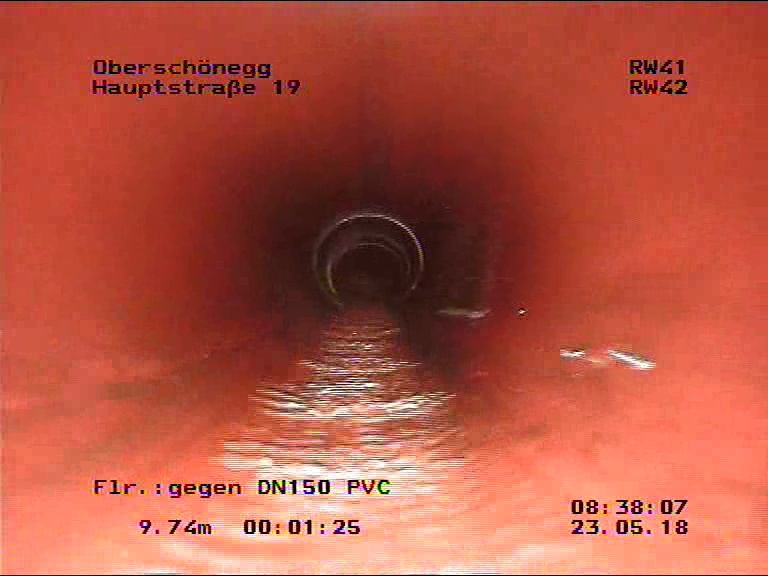 Oberschönegg
Hauptstraße 19
RW41
RW42
Flr.:gegen DN150 PVC
9.74m 00:01:25
08:38:07
23.05.18